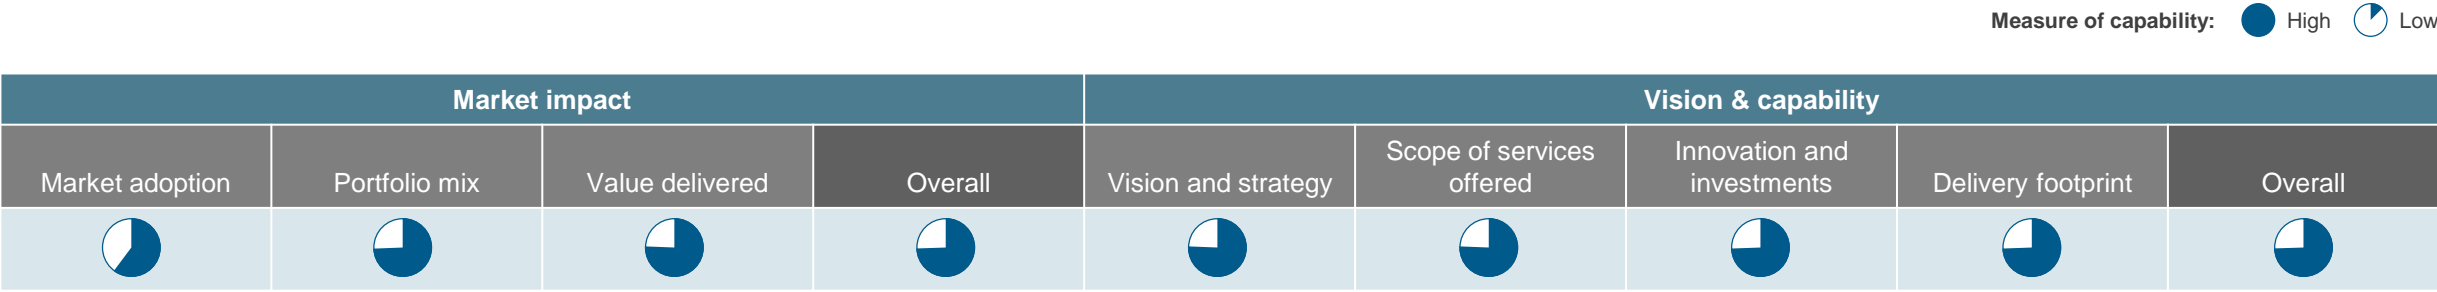 Measure of capability: High Low
Market impact Vision & capability
Market adoption Portfolio mix Value delivered Overall Vision and strategy Scope of services offered Innovation and investments Delivery footprint Overall